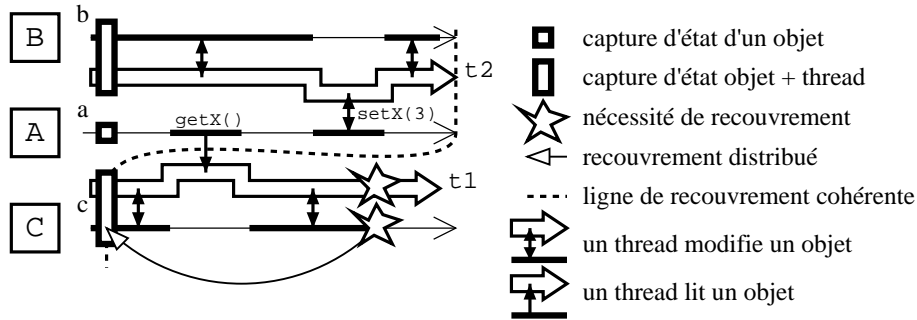 b
B
t2
a
getX()
setX(3)
A
t1
c
C
capture d'état d'un objet
capture d'état objet + thread
nécessité de recouvrement
recouvrement distribué
ligne de recouvrement cohérente
un thread modifie un objet
un thread lit un objet